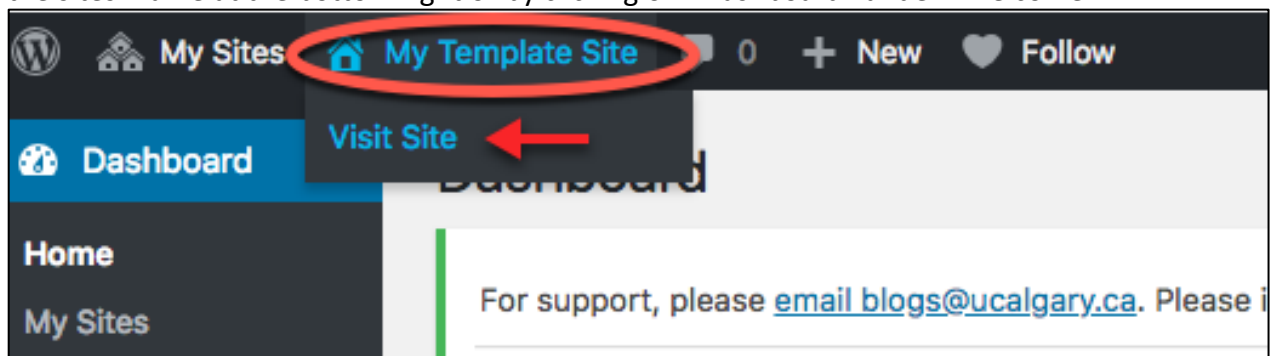 My Sites My Template Site 0 + New Follow
Visit Site
Dashboard
Dashboard
Home
For support, please email blogs@ucalgary.ca. Please i
My Sites